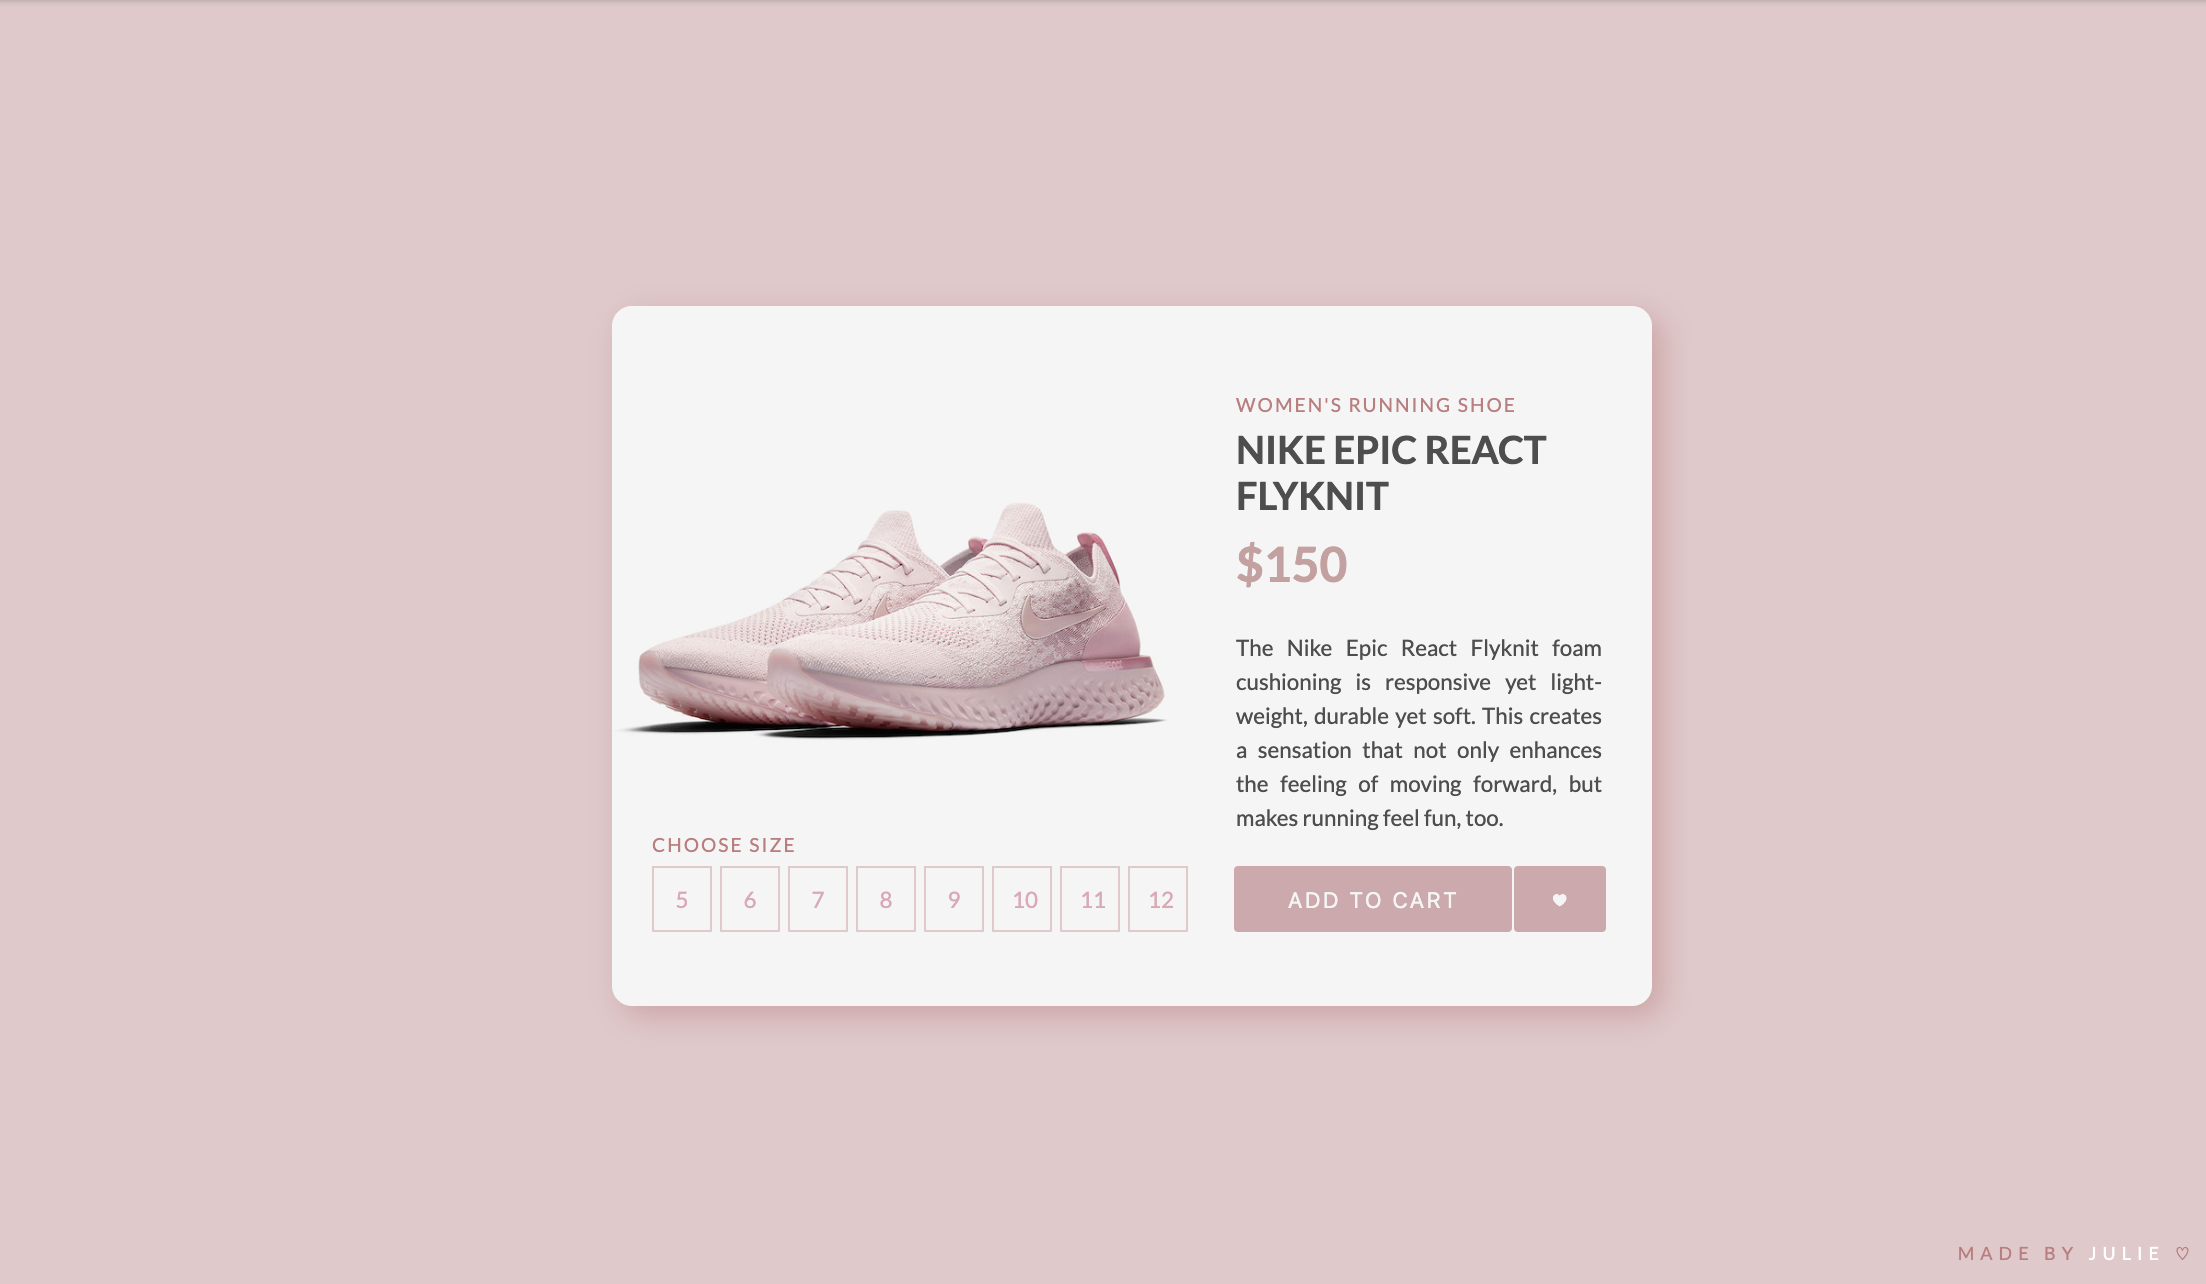 WOMEN'S RUNNING SHOE
NIKE EPIC REACT
FLYKNIT
$150
The Nike Epic React Flyknit foam
cushioning is responsive yet light-
weight, durable yet soft. This creates
a sensation that not only enhances
the feeling of moving forward, but
makes running feel fun, too.
CHOOSE SIZE
5 6 7 8 9 10 11 12
ADD TO CART ♥
MADE BY JULIE ♡